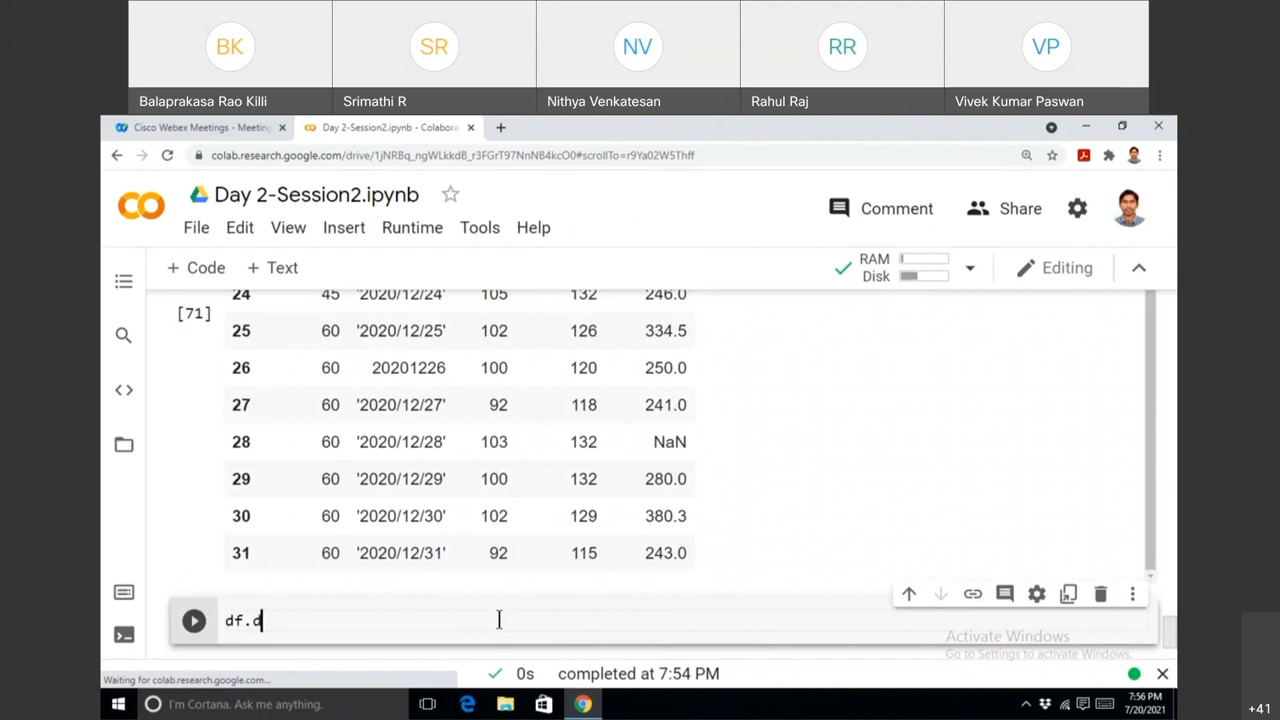 BK
SR
NV
RR
VP
Balaprakasa Rao Killi
Srimathi R
Nithya Venkatesan
Rahul Raj
Vivek Kumar Paswan
Cisco Webex Meetings - Meeting
Day 2-Session2.ipynb - Colabora
colab.research.google.com/drive/1jNRBq_ngWLkkdB_r3FGrT97NnNB4kcO0#scrollTo=r9Ya02W5Thff
CO
Day 2-Session2.ipynb
Comment
Share
File Edit View Insert Runtime Tools Help
+ Code + Text
RAM
Disk
Editing
24 45 '2020/12/24' 105 132 246.0
[71]
25 60 '2020/12/25' 102 126 334.5
26 60 20201226 100 120 250.0
27 60 '2020/12/27' 92 118 241.0
28 60 '2020/12/28' 103 132 NaN
29 60 '2020/12/29' 100 132 280.0
30 60 '2020/12/30' 102 129 380.3
31 60 '2020/12/31' 92 115 243.0
df.d
Activate Windows
Go to Settings to activate Windows.
Waiting for colab.research.google.com...
0s completed at 7:54 PM
I'm Cortana. Ask me anything.
7:56 PM
7/20/2021
+41